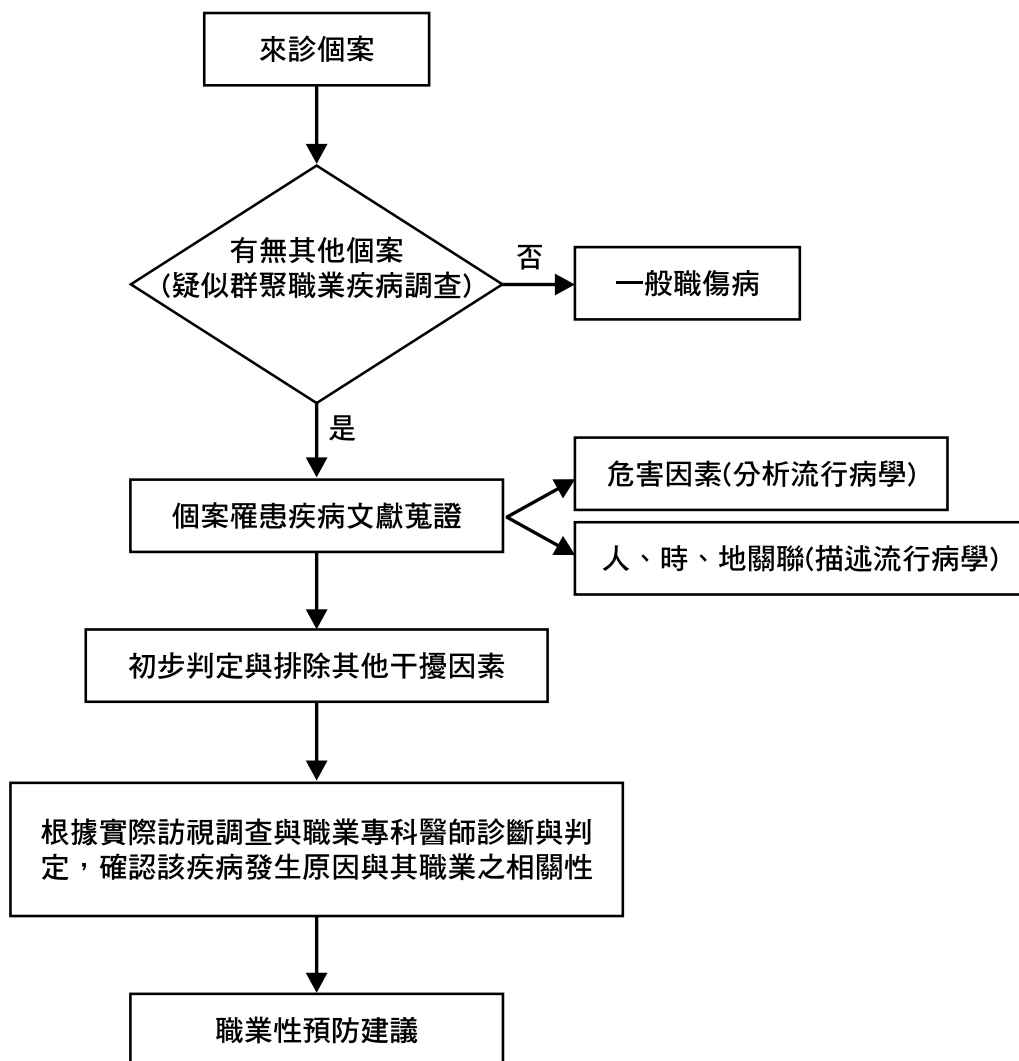 來診個案
有無其他個案
(疑似群聚職業疾病調查)
否
一般職傷病
是
個案罹患疾病文獻蒐證
危害因素(分析流行病學)
人、時、地關聯(描述流行病學)
初步判定與排除其他干擾因素
根據實際訪視調查與職業專科醫師診斷與判
定，確認該疾病發生原因與其職業之相關性
職業性預防建議